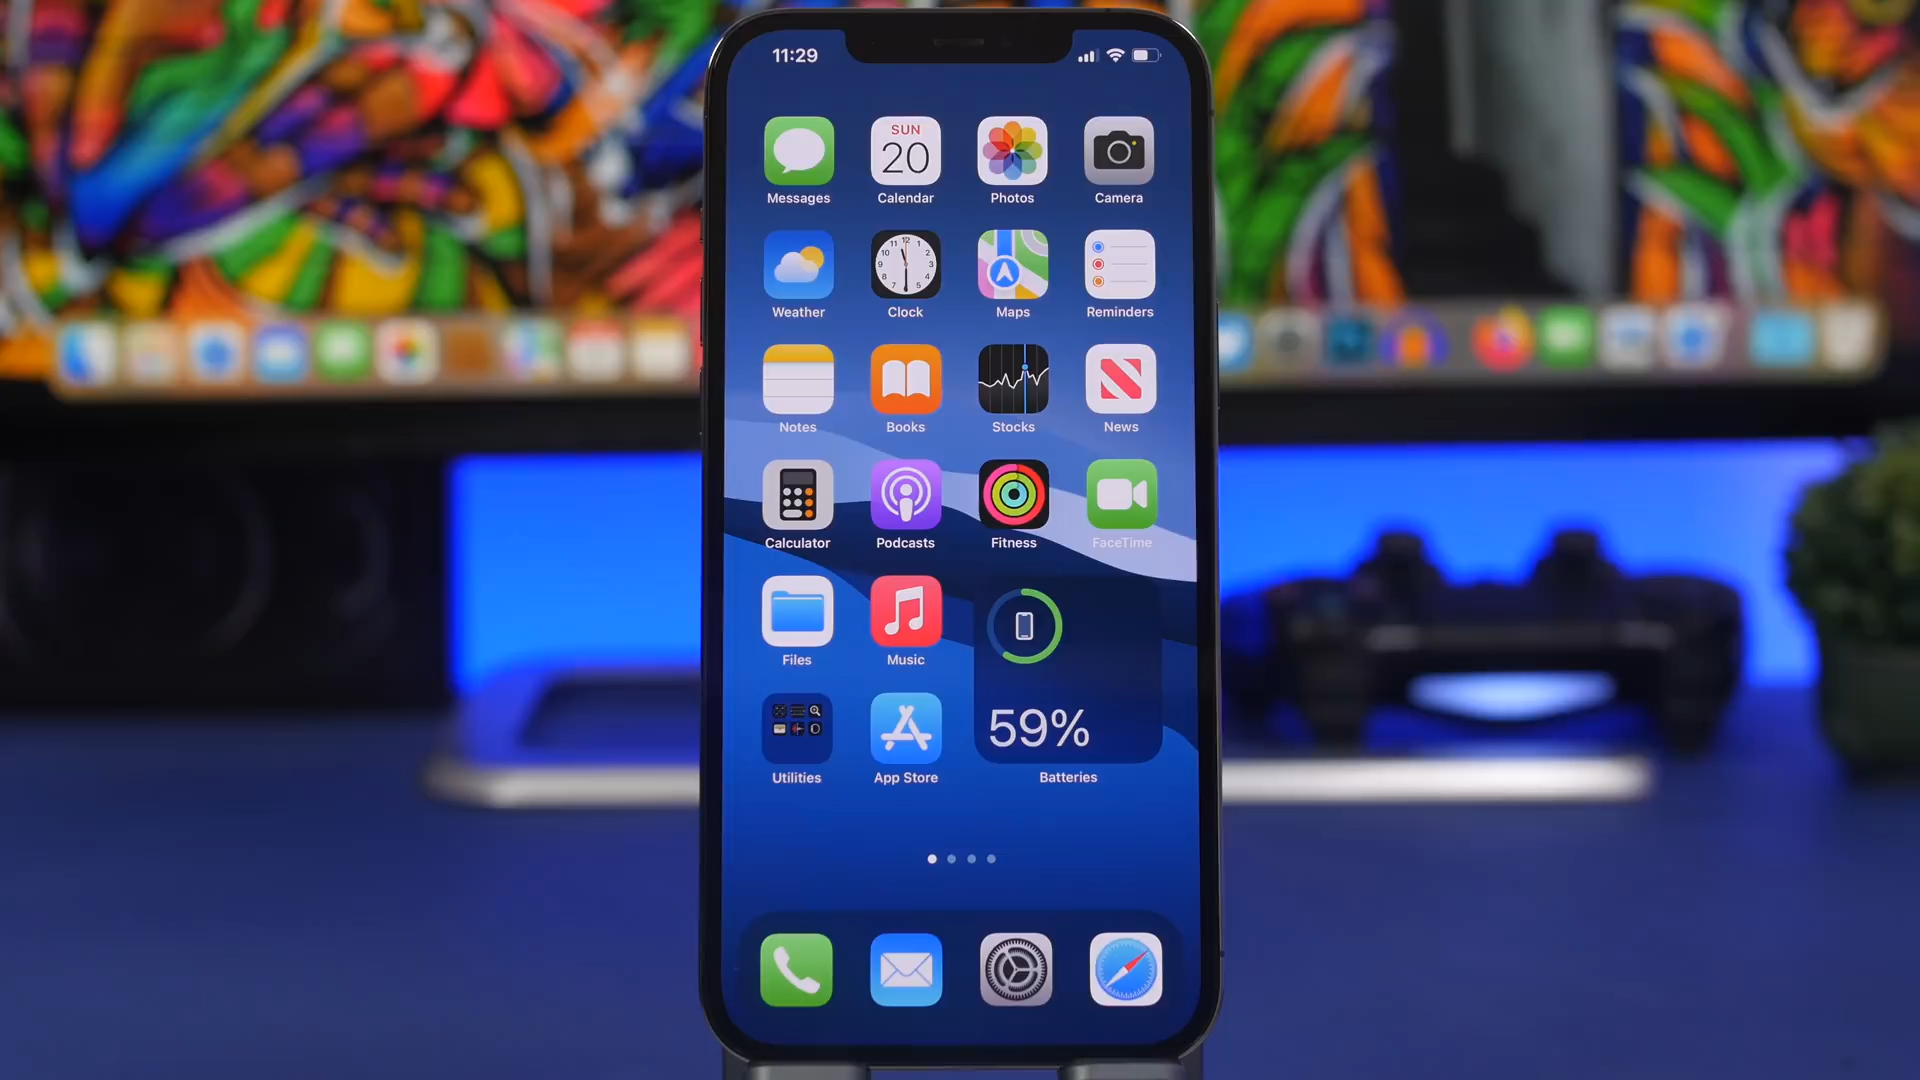 11:29
SUN
20
Messages
Calendar
Photos
Camera
Weather
Clock
Maps
Reminders
Notes
Books
Stocks
News
Calculator
Podcasts
Fitness
FaceTime
Files
Music
59%
Utilities
App Store
Batteries